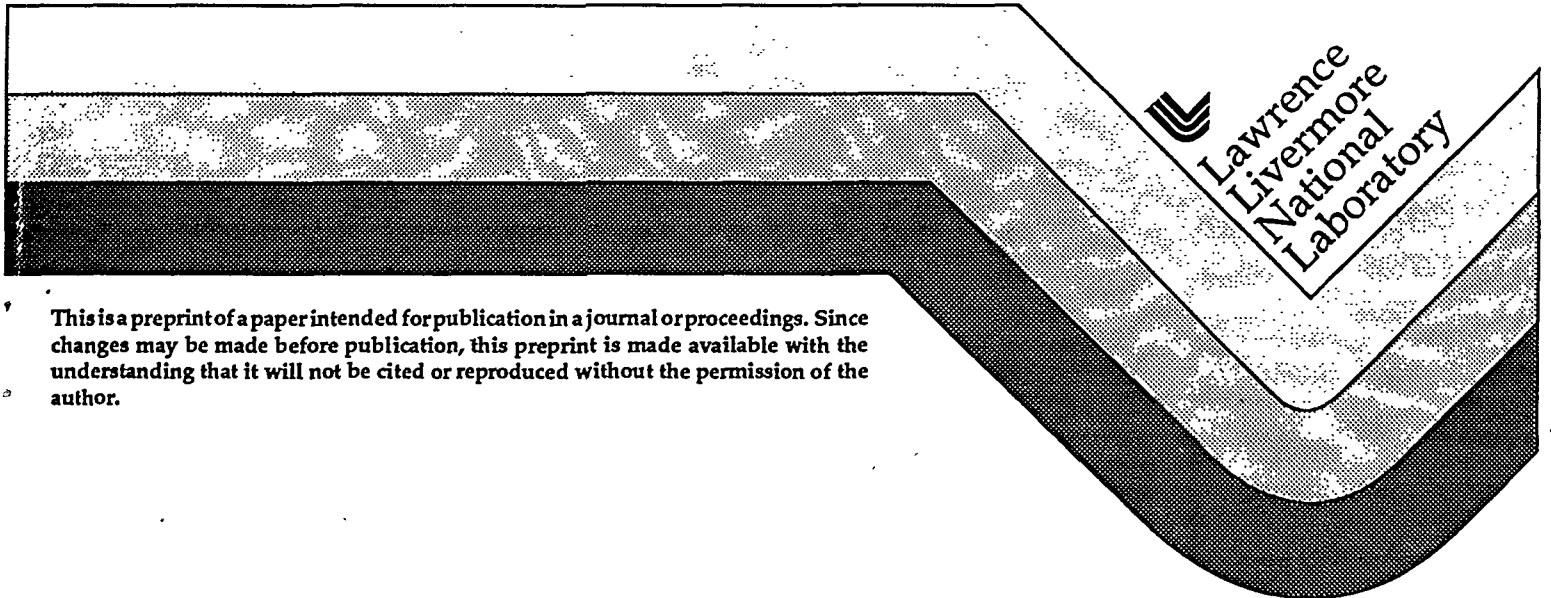 Lawrence
Livermore
National
Laboratory
This is a preprint of a paper intended for publication in a journal or proceedings. Since
changes may be made before publication, this preprint is made available with the
understanding that it will not be cited or reproduced without the permission of the
author.